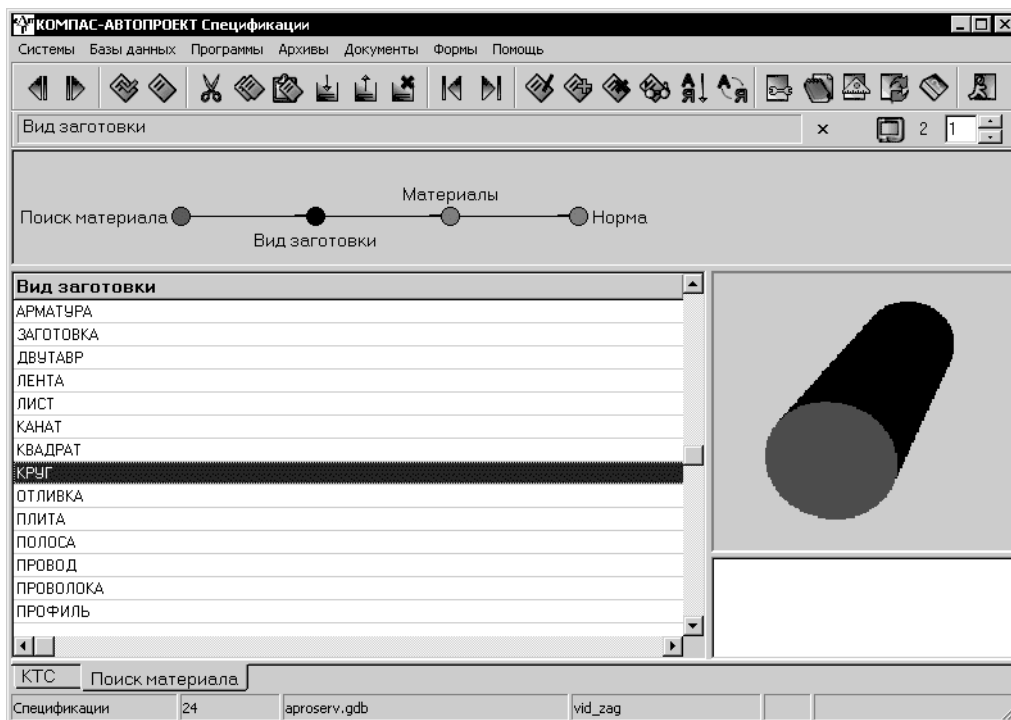 КОМПАС-АВТОПРОЕКТ Спецификации
Системы Базы данных Программы Архивы Документы Формы Помощь
Вид заготовки 2 1
Материалы
Поиск материала Норма
Вид заготовки
Вид заготовки
АРМАТУРА
ЗАГОТОВКА
ДВУТАВР
ЛЕНТА
ЛИСТ
КАНАТ
КВАДРАТ
КРУГ
ОТЛИВКА
ПЛИТА
ПОЛОСА
ПРОВОД
ПРОВОЛОКА
ПРОФИЛЬ
КТС Поиск материала
Спецификации 24 aproserv.gdb vid_zag